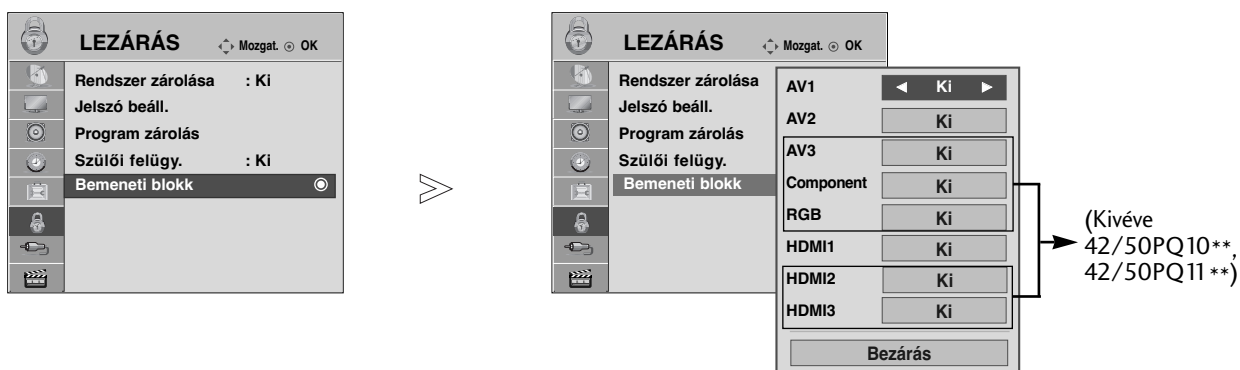 LEZÁRÁS Mozgat. OK
Rendszer zárolása : Ki
Jelszó beáll.
Program zárolás
Szülői felügy. : Ki
Bemeneti blokk
LEZÁRÁS Mozgat. OK
Rendszer zárolása
Jelszó beáll.
Program zárolás
Szülői felügy.
Bemeneti blokk
AV1 ◄ Ki ►
AV2 Ki
AV3 Ki
Component Ki
RGB Ki
HDMI1 Ki
HDMI2 Ki
HDMI3 Ki
Bezárás
(Kivéve
42/50PQ10**,
42/50PQ11**)